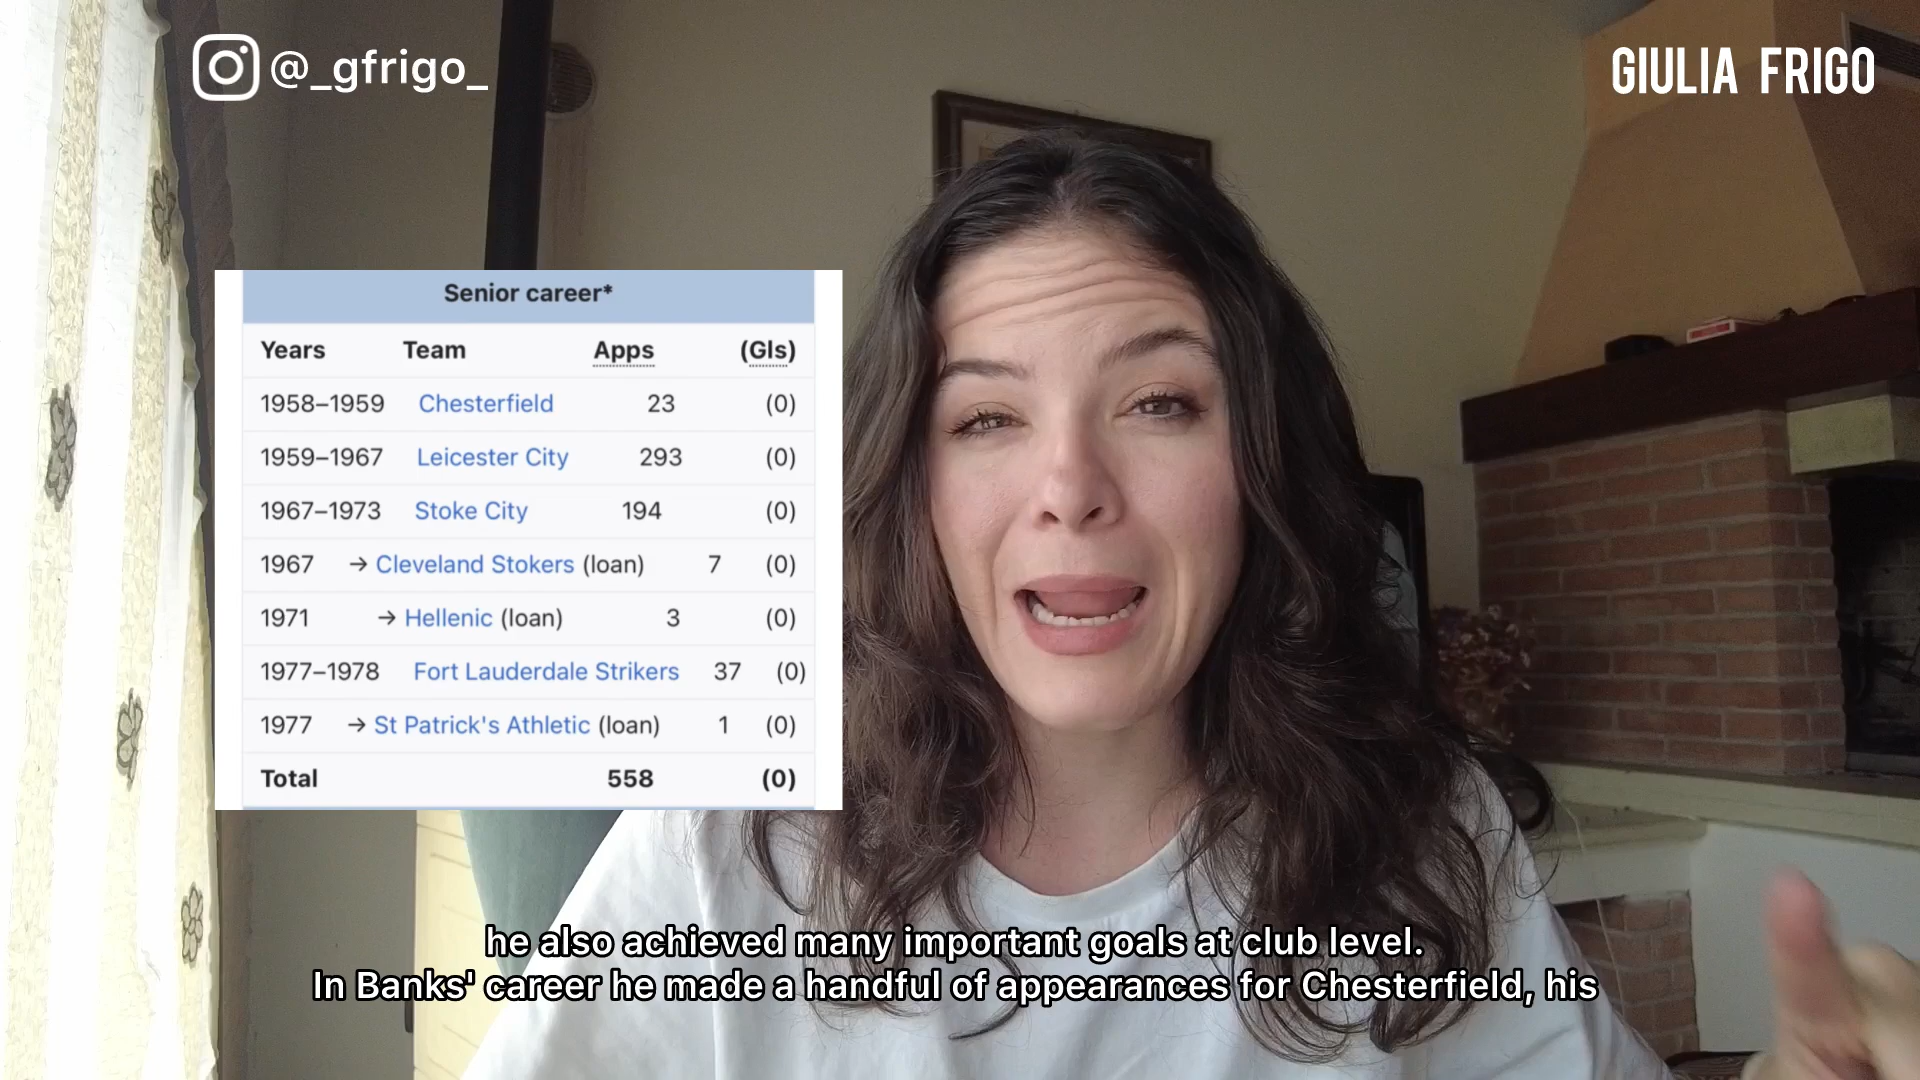 @_gfrigo_
GIULIA FRIGO
Senior career*
Years Team Apps (Gls)
1958–1959 Chesterfield 23 (0)
1959–1967 Leicester City 293 (0)
1967–1973 Stoke City 194 (0)
1967 → Cleveland Stokers (loan) 7 (0)
1971 → Hellenic (loan) 3 (0)
1977–1978 Fort Lauderdale Strikers 37 (0)
1977 → St Patrick's Athletic (loan) 1 (0)
Total 558 (0)
he also achieved many important goals at club level.
In Banks' career he made a handful of appearances for Chesterfield, his